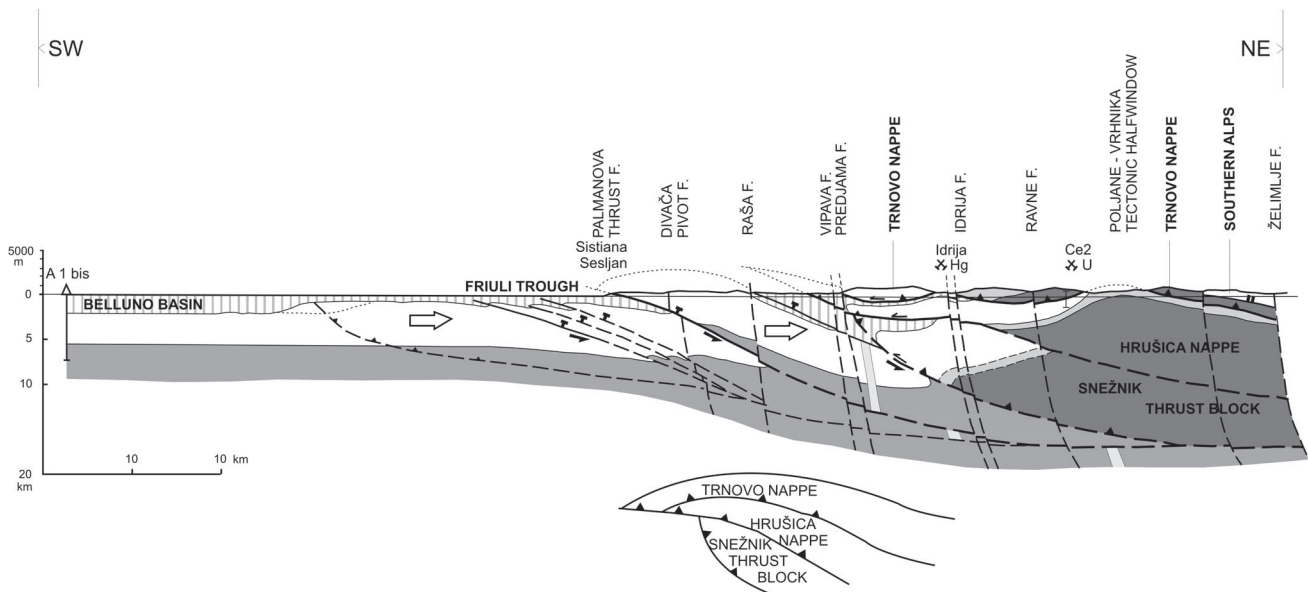 SW
NE
PALMANOVA
THRUST F.
DIVAČA
PIVOT F.
RAŠA F.
VIPAVA F.
PREDJAMA F.
TRNOVO NAPPE
IDRIJA F.
RAVNE F.
POLJANE - VRHNIKA
TECTONIC HALFWINDOW
TRNOVO NAPPE
SOUTHERN ALPS
ŽELIMLJE F.
Sistiana
Sesljan
Idrija
Hg
Ce2
U
5000
m
A 1 bis
0
BELLUNO BASIN
FRIULI TROUGH
0
5
10
20
km
10
10 km
HRUŠICA NAPPE
SNEŽNIK
THRUST BLOCK
TRNOVO NAPPE
HRUŠICA
NAPPE
SNEŽNIK
THRUST
BLOCK